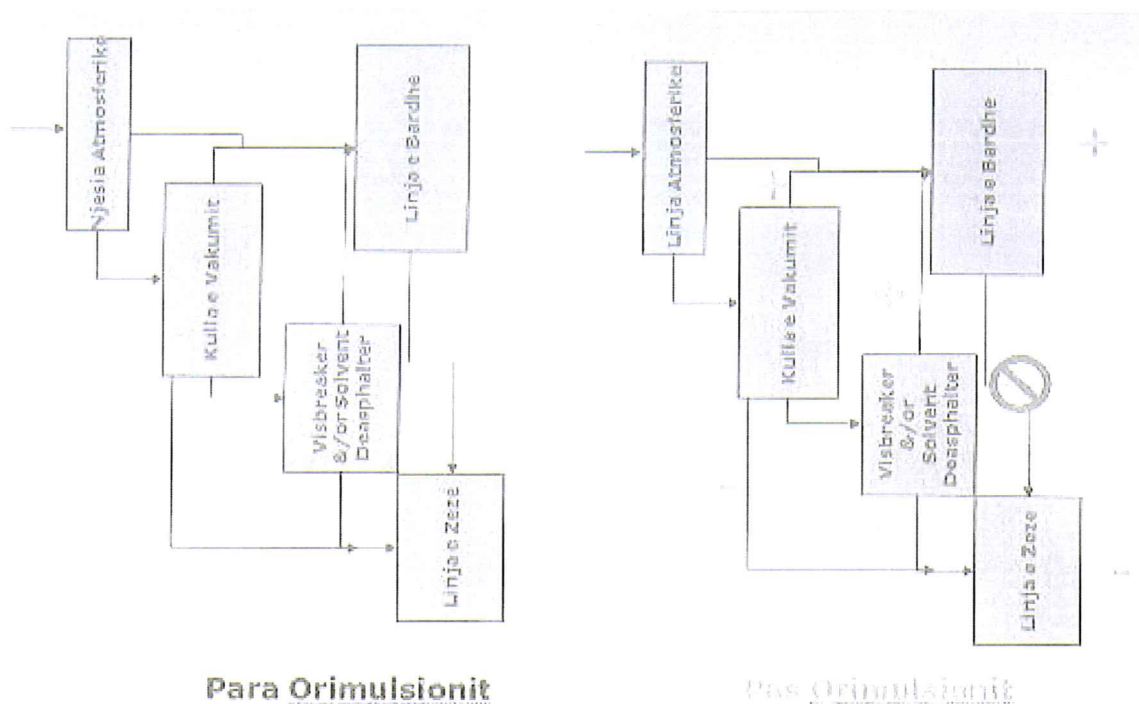 Njesia Atmosferike
Kulla e Vakumit
Linja e Bardhe
Visbreaker
&/or Solvent
Deasphalter
Linja e Zeze
Para Orimulsionit
Linja Atmosferike
Kulla e Vakumit
Linja e Bardhe
Visbreaker
&/or
Solvent
Deasphalter
Linja e Zeze
Pas Orimulsionit